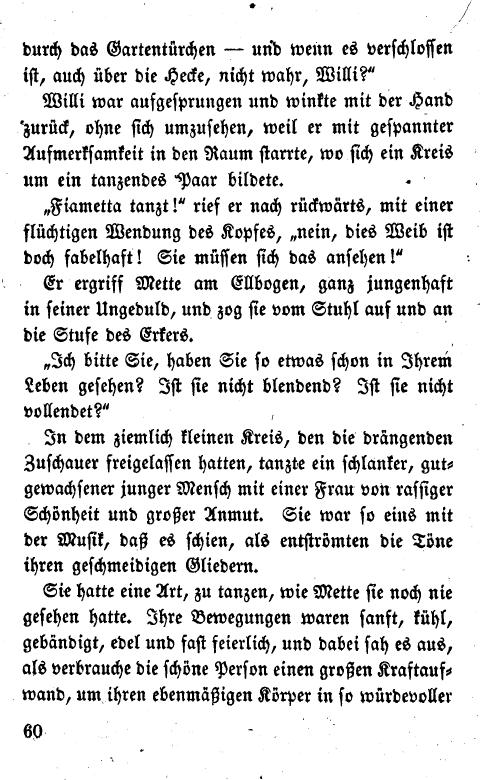 durch das Gartentürchen — und wenn es verschlossen
ist, auch über die Hecke, nicht wahr, Willi?“
Willi war aufgesprungen und winkte mit der Hand
zurück, ohne sich umzusehen, weil er mit gespannter
Aufmerksamkeit in den Raum starrte, wo sich ein Kreis
um ein tanzendes Paar bildete.
„Fiametta tanzt!“ rief er nach rückwärts, mit einer
flüchtigen Wendung des Kopfes, „nein, dies Weib ist
doch fabelhaft! Sie müssen sich das ansehen!“
Er ergriff Mette am Ellbogen, ganz jungenhaft
in seiner Ungeduld, und zog sie vom Stuhl auf und an
die Stufe des Erkers.
„Ich bitte Sie, haben Sie so etwas schon in Ihrem
Leben gesehen? Ist sie nicht blendend? Ist sie nicht
vollendet?“
In dem ziemlich kleinen Kreis, den die drängenden
Zuschauer freigelassen hatten, tanzte ein schlanker, gut-
gewachsener junger Mensch mit einer Frau von rassiger
Schönheit und großer Anmut. Sie war so eins mit
der Musik, daß es schien, als entströmten die Töne
ihren geschmeidigen Gliedern.
Sie hatte eine Art, zu tanzen, wie Mette sie noch nie
gesehen hatte. Ihre Bewegungen waren sanft, kühl,
gebändigt, edel und fast feierlich, und dabei sah es aus,
als verbrauche die schöne Person einen großen Kraftauf-
wand, um ihren ebenmäßigen Körper in so würdevoller
60